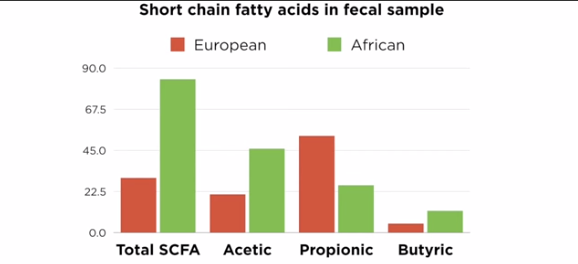 Short chain fatty acids in fecal sample
European African
90.0
67.5
45.0
22.5
0.0
Total SCFA Acetic Propionic Butyric